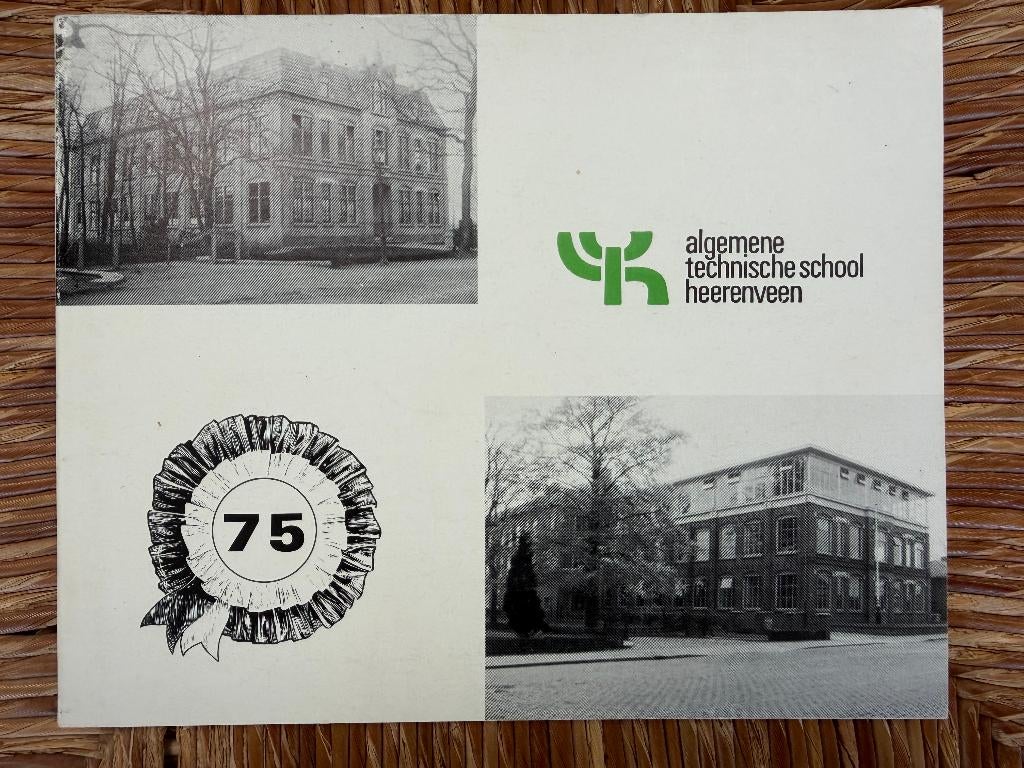 algemene
technische school
heerenveen
75